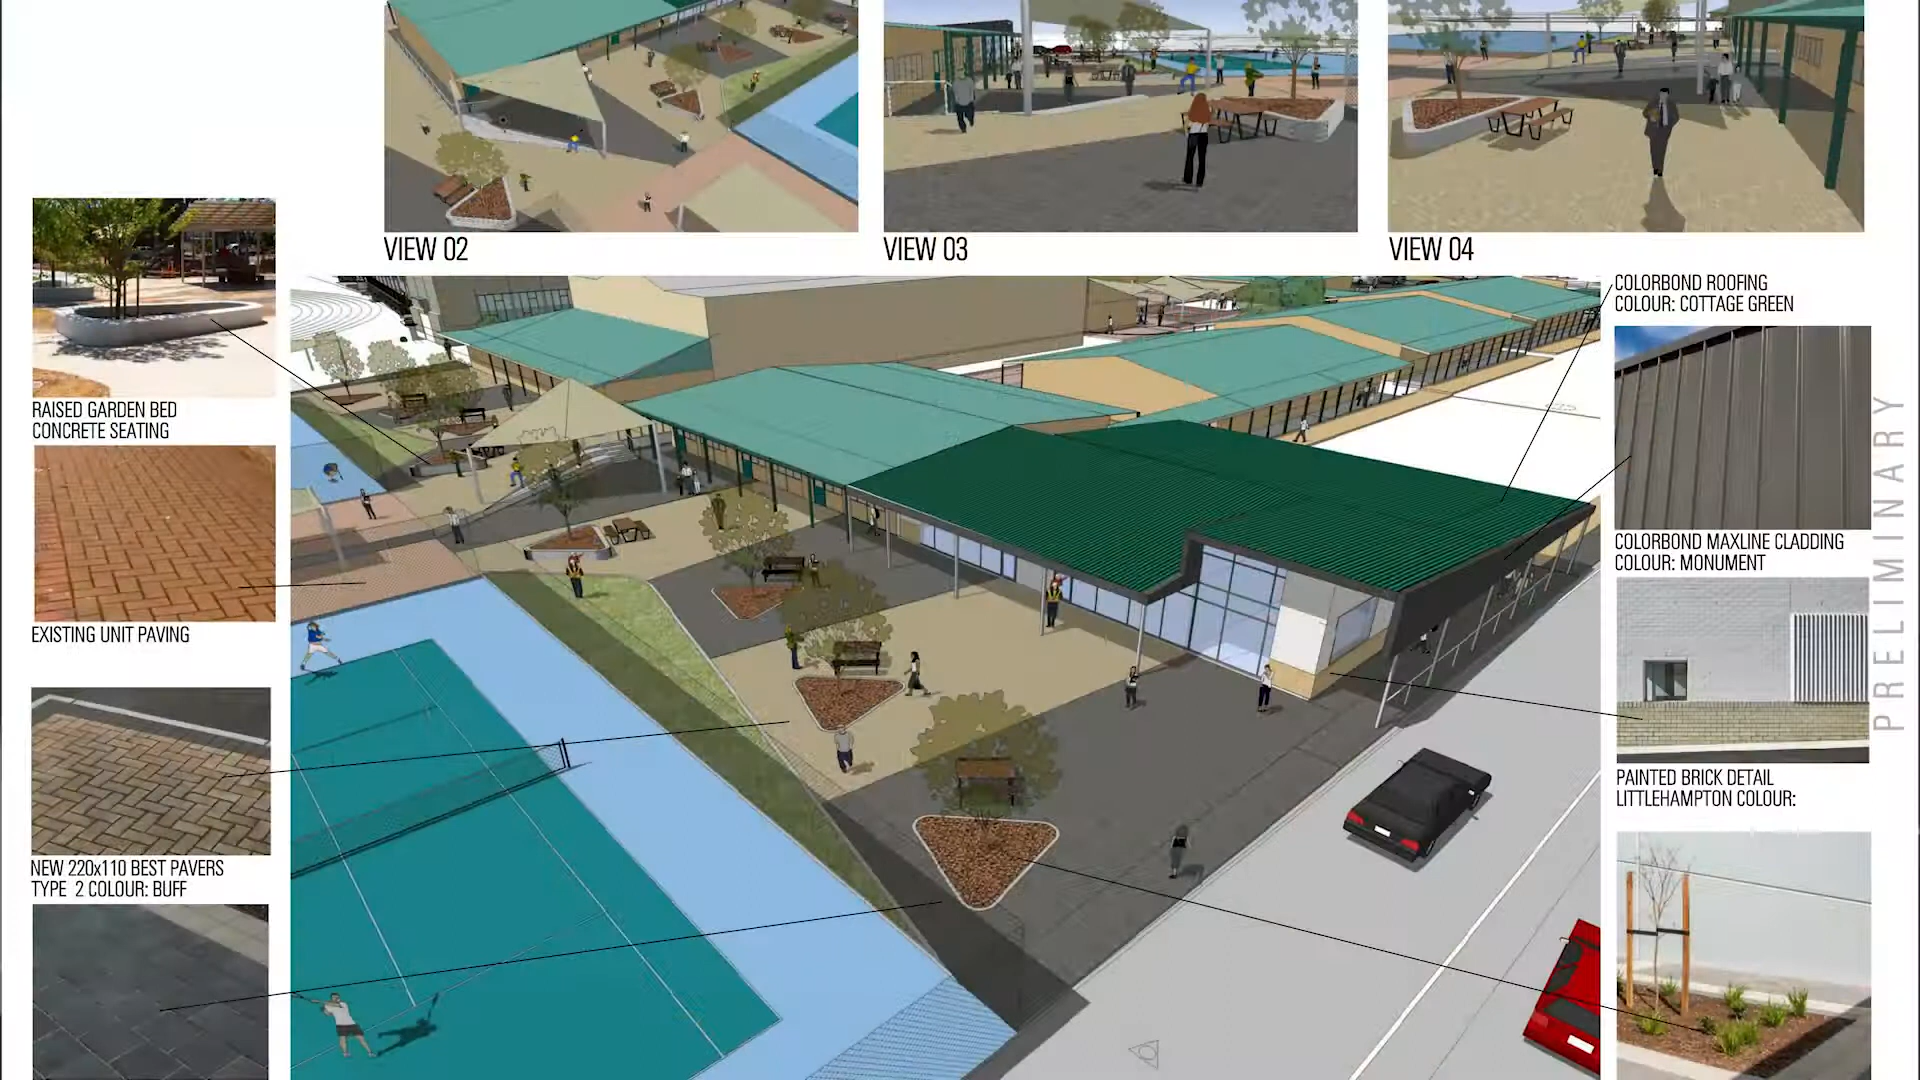 VIEW 02
VIEW 03
VIEW 04
COLORBOND ROOFING
COLOUR: COTTAGE GREEN
RAISED GARDEN BED
CONCRETE SEATING
COLORBOND MAXLINE CLADDING
COLOUR: MONUMENT
PRELIMINARY
EXISTING UNIT PAVING
PAINTED BRICK DETAIL
LITTLEHAMPTON COLOUR:
NEW 220x110 BEST PAVERS
TYPE 2 COLOUR: BUFF